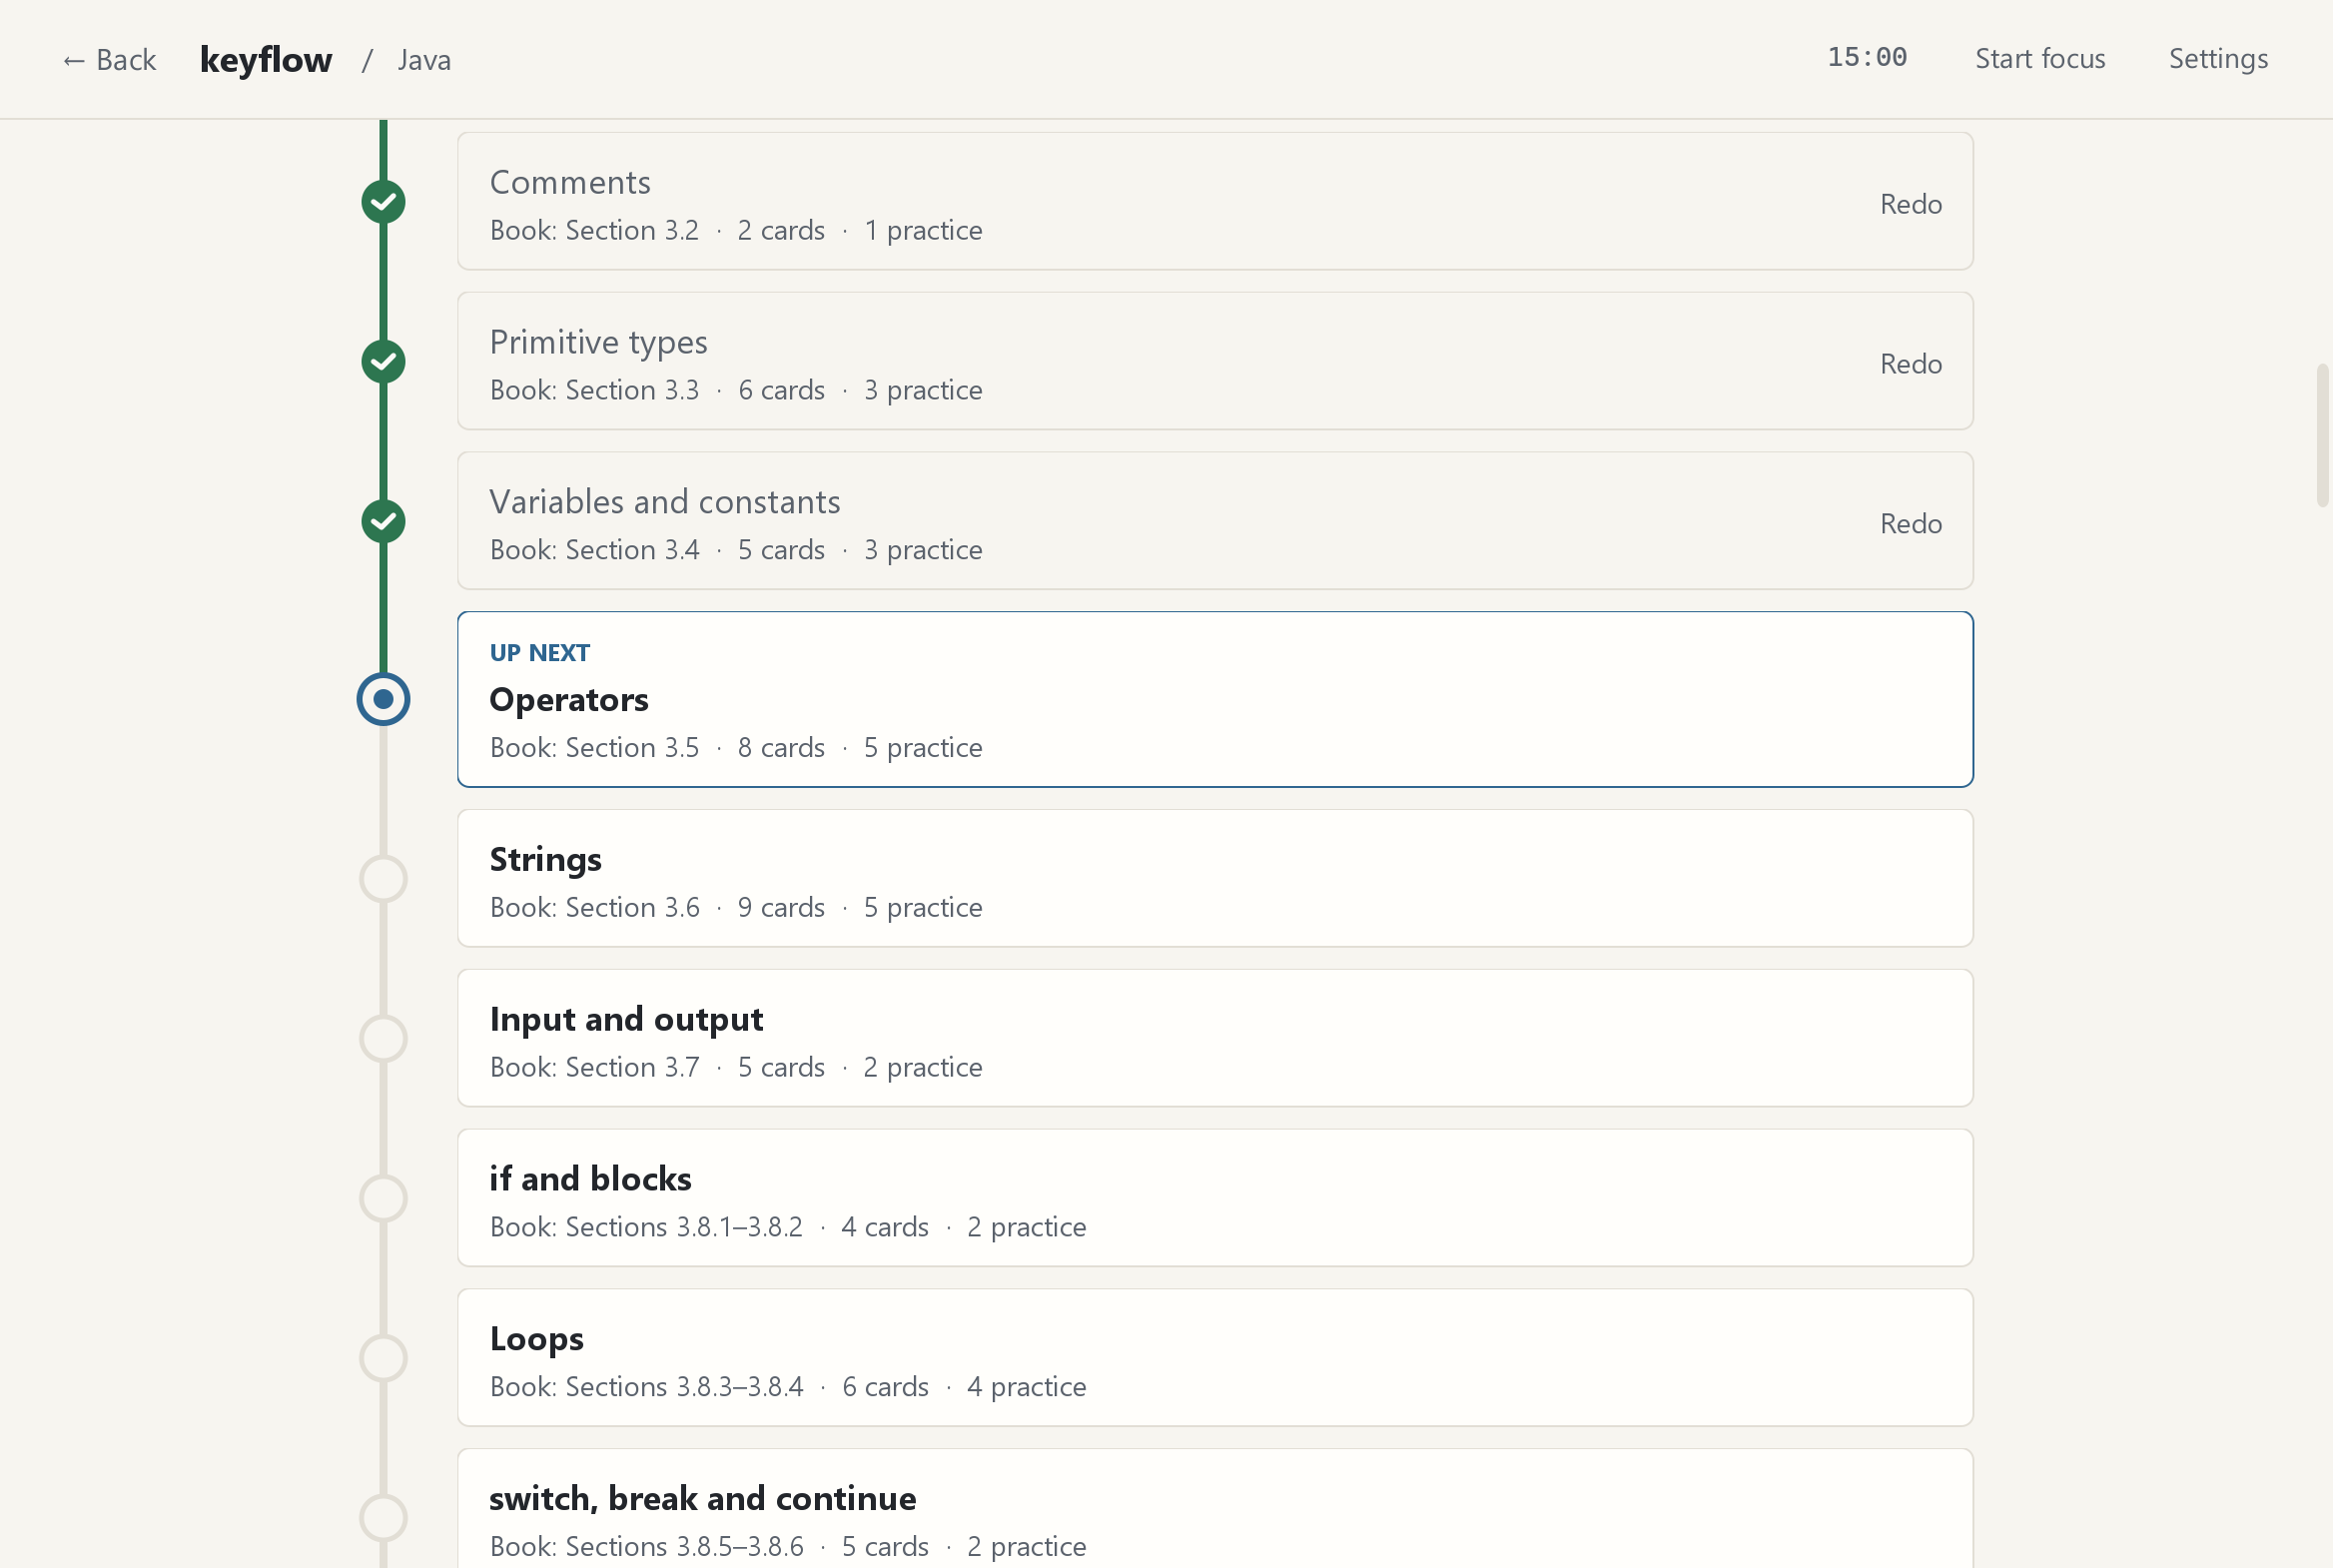 ← Back keyflow / Java 15:00 Start focus Settings
Comments
Book: Section 3.2 · 2 cards · 1 practice
Redo
Primitive types
Book: Section 3.3 · 6 cards · 3 practice
Redo
Variables and constants
Book: Section 3.4 · 5 cards · 3 practice
Redo
UP NEXT
Operators
Book: Section 3.5 · 8 cards · 5 practice
Strings
Book: Section 3.6 · 9 cards · 5 practice
Input and output
Book: Section 3.7 · 5 cards · 2 practice
if and blocks
Book: Sections 3.8.1–3.8.2 · 4 cards · 2 practice
Loops
Book: Sections 3.8.3–3.8.4 · 6 cards · 4 practice
switch, break and continue
Book: Sections 3.8.5–3.8.6 · 5 cards · 2 practice